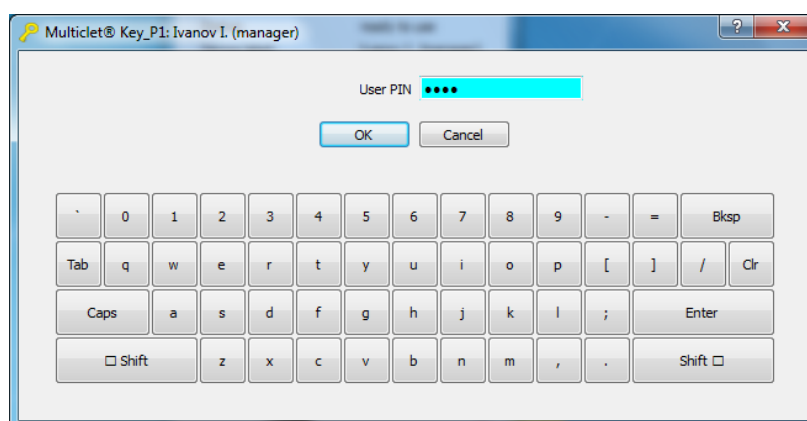 Multiclet® Key_P1: Ivanov I. (manager)
User PIN ●●●●
OK Cancel
` 0 1 2 3 4 5 6 7 8 9 - = Bksp
Tab q w e r t y u i o p [ ] / Clr
Caps a s d f g h j k l ; Enter
□ Shift z x c v b n m , . Shift □